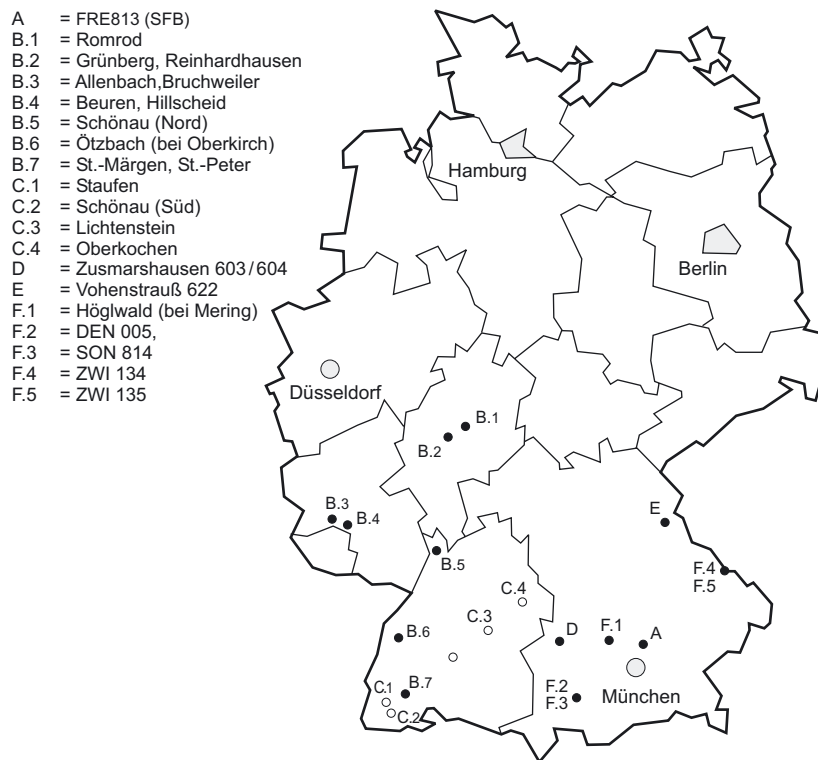 A = FRE813 (SFB)
B.1 = Romrod
B.2 = Grünberg, Reinhardhausen
B.3 = Allenbach,Bruchweiler
B.4 = Beuren, Hillscheid
B.5 = Schönau (Nord)
B.6 = Ötzbach (bei Oberkirch)
B.7 = St.-Märgen, St.-Peter
C.1 = Staufen
C.2 = Schönau (Süd)
C.3 = Lichtenstein
C.4 = Oberkochen
D = Zusmarshausen 603/604
E = Vohenstrauß 622
F.1 = Höglwald (bei Mering)
F.2 = DEN 005,
F.3 = SON 814
F.4 = ZWI 134
F.5 = ZWI 135
Hamburg
Berlin
Düsseldorf
B.1
B.2
B.3
B.4
E
B.5
F.4
F.5
C.4
C.3
B.6
D
F.1
A
B.7
C.1
C.2
F.2
F.3
München